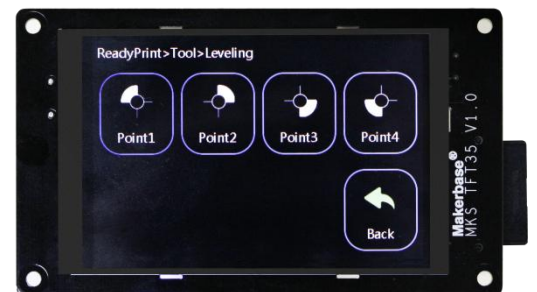 ReadyPrint>Tool>Leveling
Point1
Point2
Point3
Point4
Back
Makerbase®
MKS TFT35 V1.0